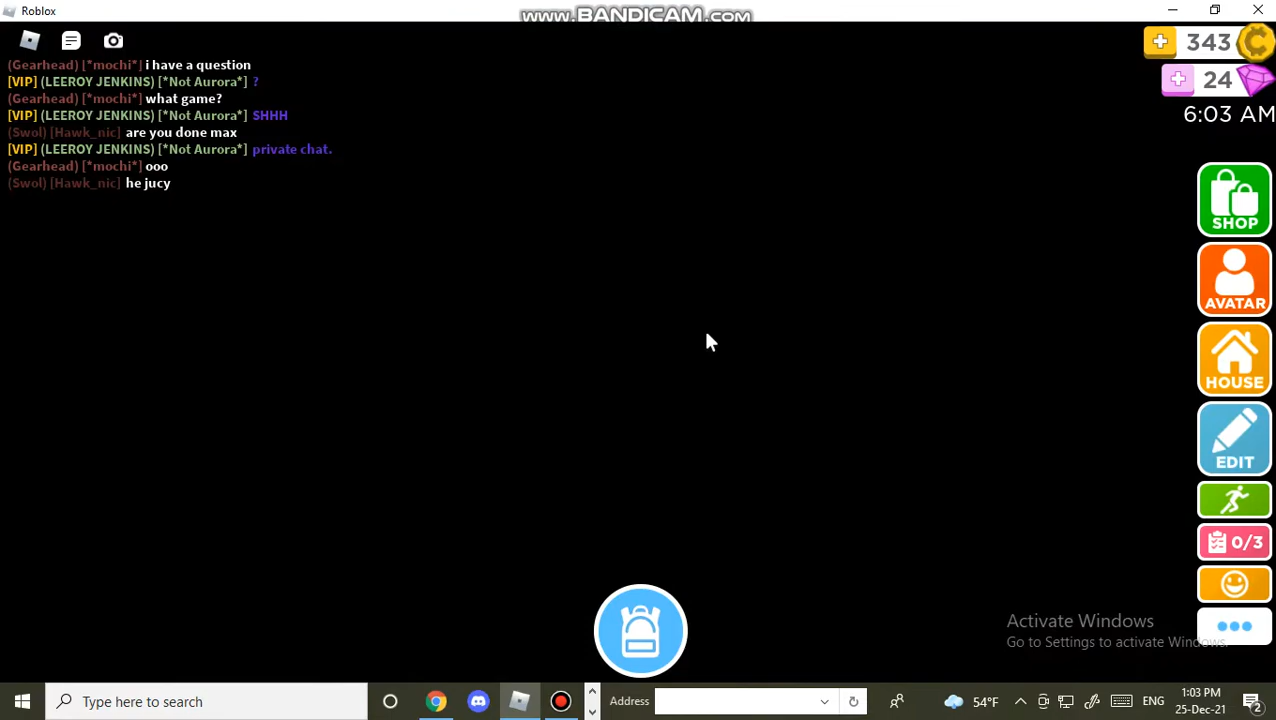 Roblox
www.BANDICAM.com
343
24
6:03 AM
(Gearhead) [*mochi*] i have a question
[VIP] (LEEROY JENKINS) [*Not Aurora*] ?
(Gearhead) [*mochi*] what game?
[VIP] (LEEROY JENKINS) [*Not Aurora*] SHHH
(Swol) [Hawk_nic] are you done max
[VIP] (LEEROY JENKINS) [*Not Aurora*] private chat.
(Gearhead) [*mochi*] ooo
(Swol) [Hawk_nic] he jucy
SHOP
AVATAR
HOUSE
EDIT
0/3
Activate Windows
Go to Settings to activate Windows.
Type here to search
Address
54°F
ENG
1:03 PM
25-Dec-21
2